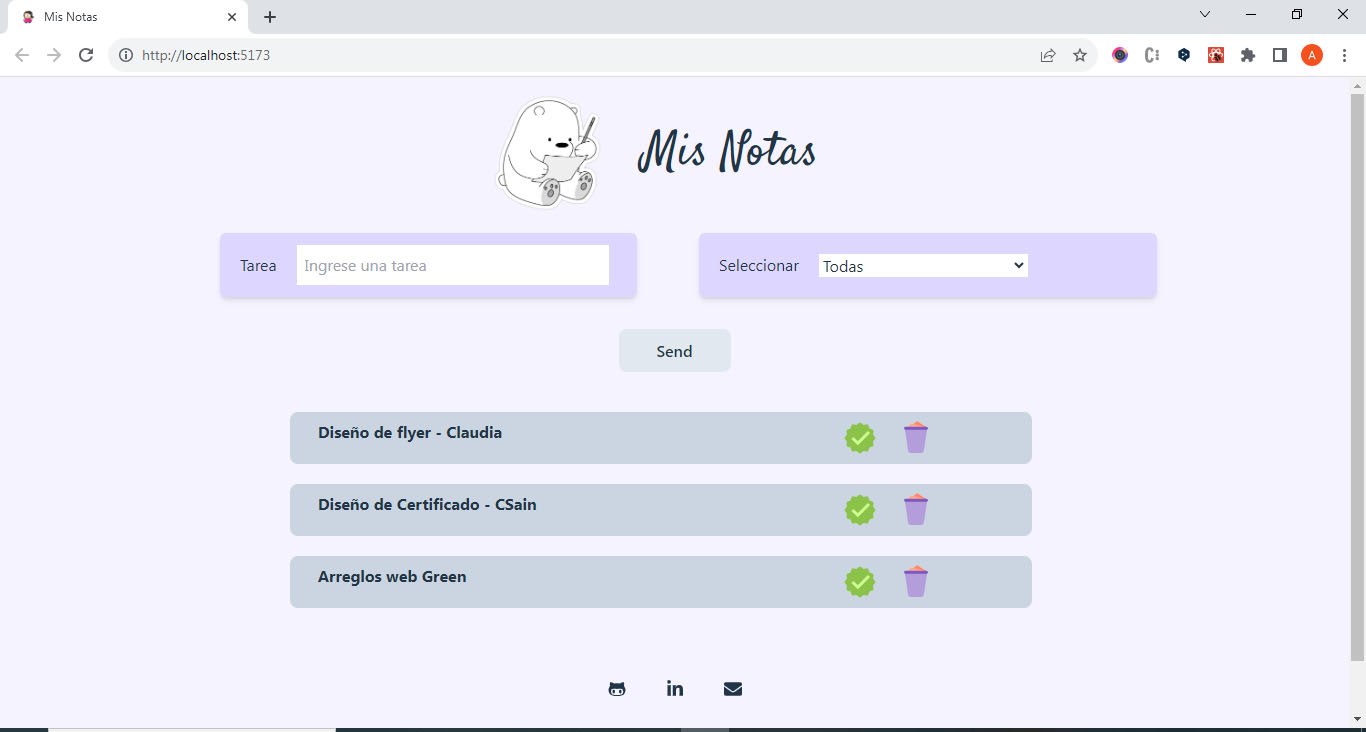 Mis Notas
http://localhost:5173
A
Mis Notas
Tarea
Ingrese una tarea
Seleccionar
Todas
Send
Diseño de flyer - Claudia
Diseño de Certificado - CSain
Arreglos web Green
in